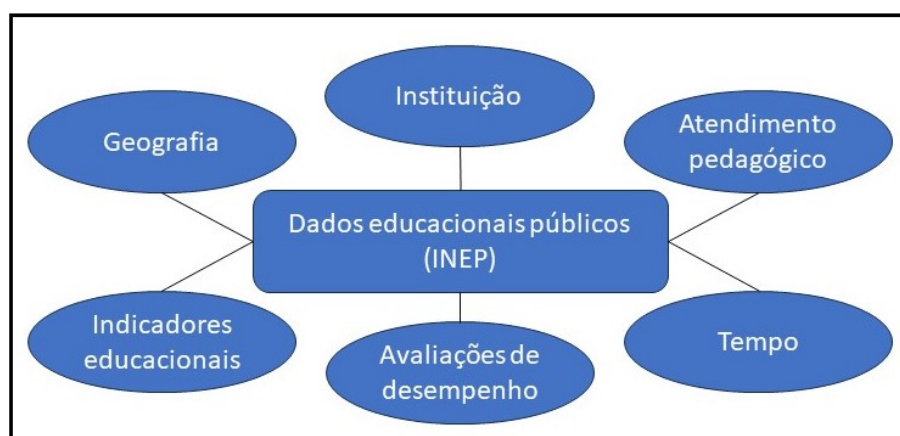 Instituição
Geografia
Atendimento
pedagógico
Dados educacionais públicos
(INEP)
Indicadores
educacionais
Avaliações de
desempenho
Tempo